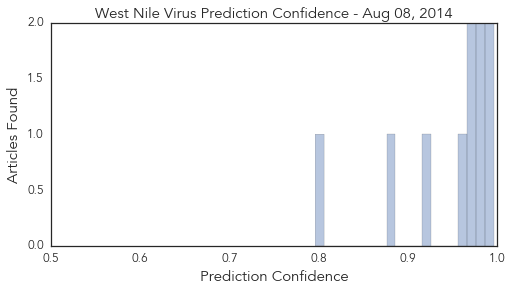 West Nile Virus Prediction Confidence - Aug 08, 2014
2.0
1.5
1.0
0.5
0.0
Articles Found
0.5 0.6 0.7 0.8 0.9 1.0
Prediction Confidence